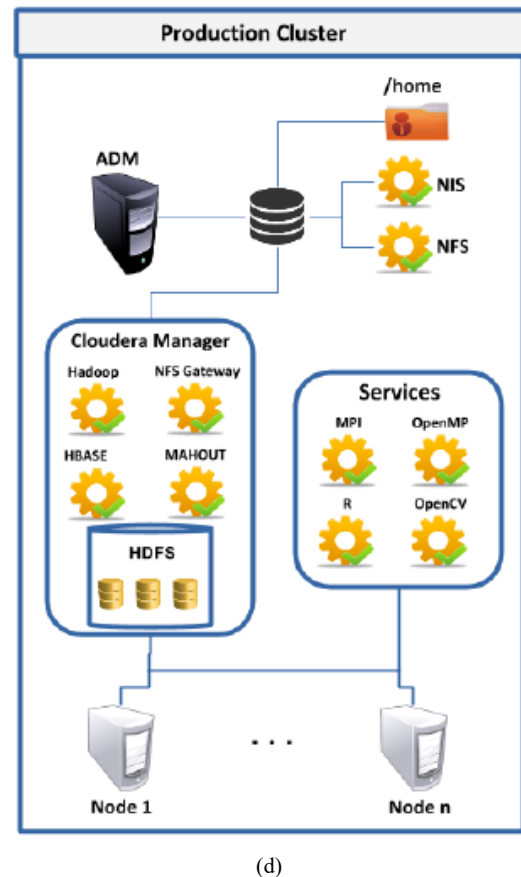 Production Cluster
/home
ADM
NIS
NFS
Cloudera Manager
Hadoop NFS Gateway
HBASE MAHOUT
HDFS
Services
MPI OpenMP
R OpenCV
Node 1 . . . Node n
(d)